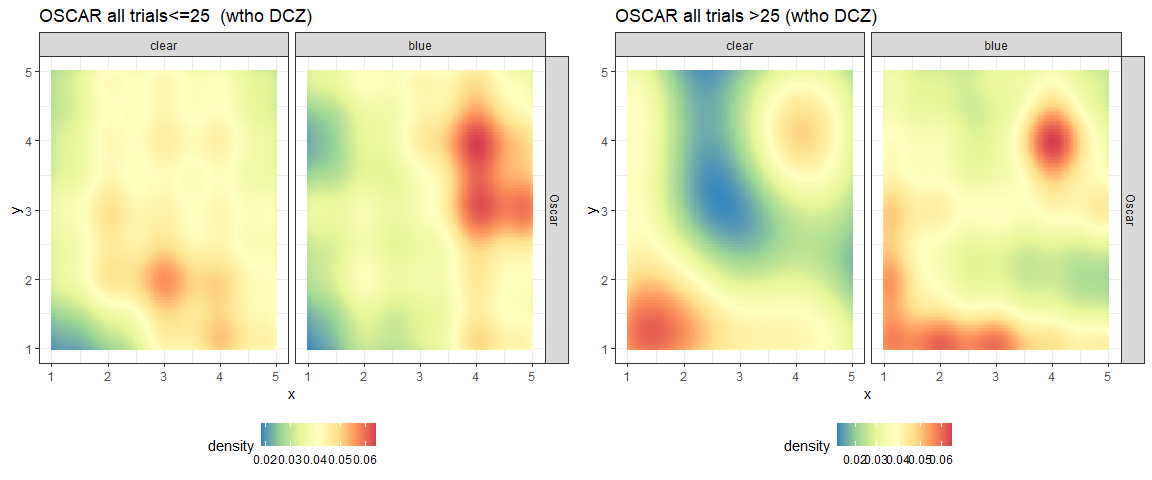 OSCAR all trials<=25  (wtho DCZ)
clear
blue
Oscar
5
4
3
2
1
y
1 2 3 4 5 1 2 3 4 5
x
density
0.02 0.03 0.04 0.05 0.06
OSCAR all trials >25 (wtho DCZ)
clear
blue
Oscar
5
4
3
2
1
y
1 2 3 4 5 1 2 3 4 5
x
density
0.02 0.03 0.04 0.05 0.06